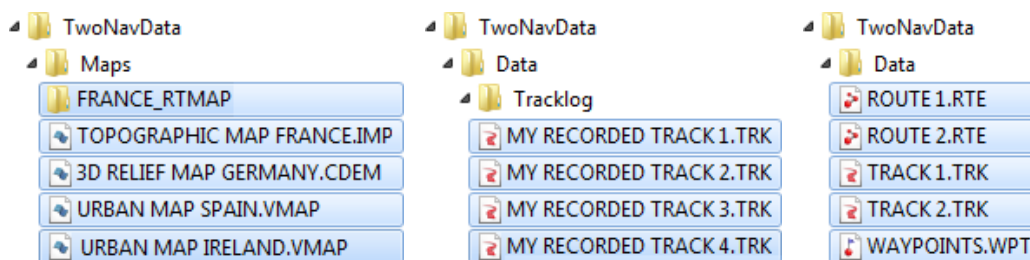 TwoNavData
Maps
FRANCE_RTMAP
TOPOGRAPHIC MAP FRANCE.IMP
3D RELIEF MAP GERMANY.CDEM
URBAN MAP SPAIN.VMAP
URBAN MAP IRELAND.VMAP
TwoNavData
Data
Tracklog
MY RECORDED TRACK 1.TRK
MY RECORDED TRACK 2.TRK
MY RECORDED TRACK 3.TRK
MY RECORDED TRACK 4.TRK
TwoNavData
Data
ROUTE 1.RTE
ROUTE 2.RTE
TRACK 1.TRK
TRACK 2.TRK
WAYPOINTS.WPT